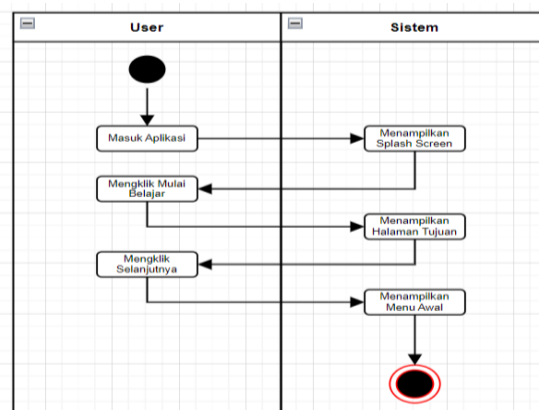 User
Sistem
Masuk Aplikasi
Menampilkan
Splash Screen
Mengklik Mulai
Belajar
Menampilkan
Halaman Tujuan
Mengklik
Selanjutnya
Menampilkan
Menu Awal